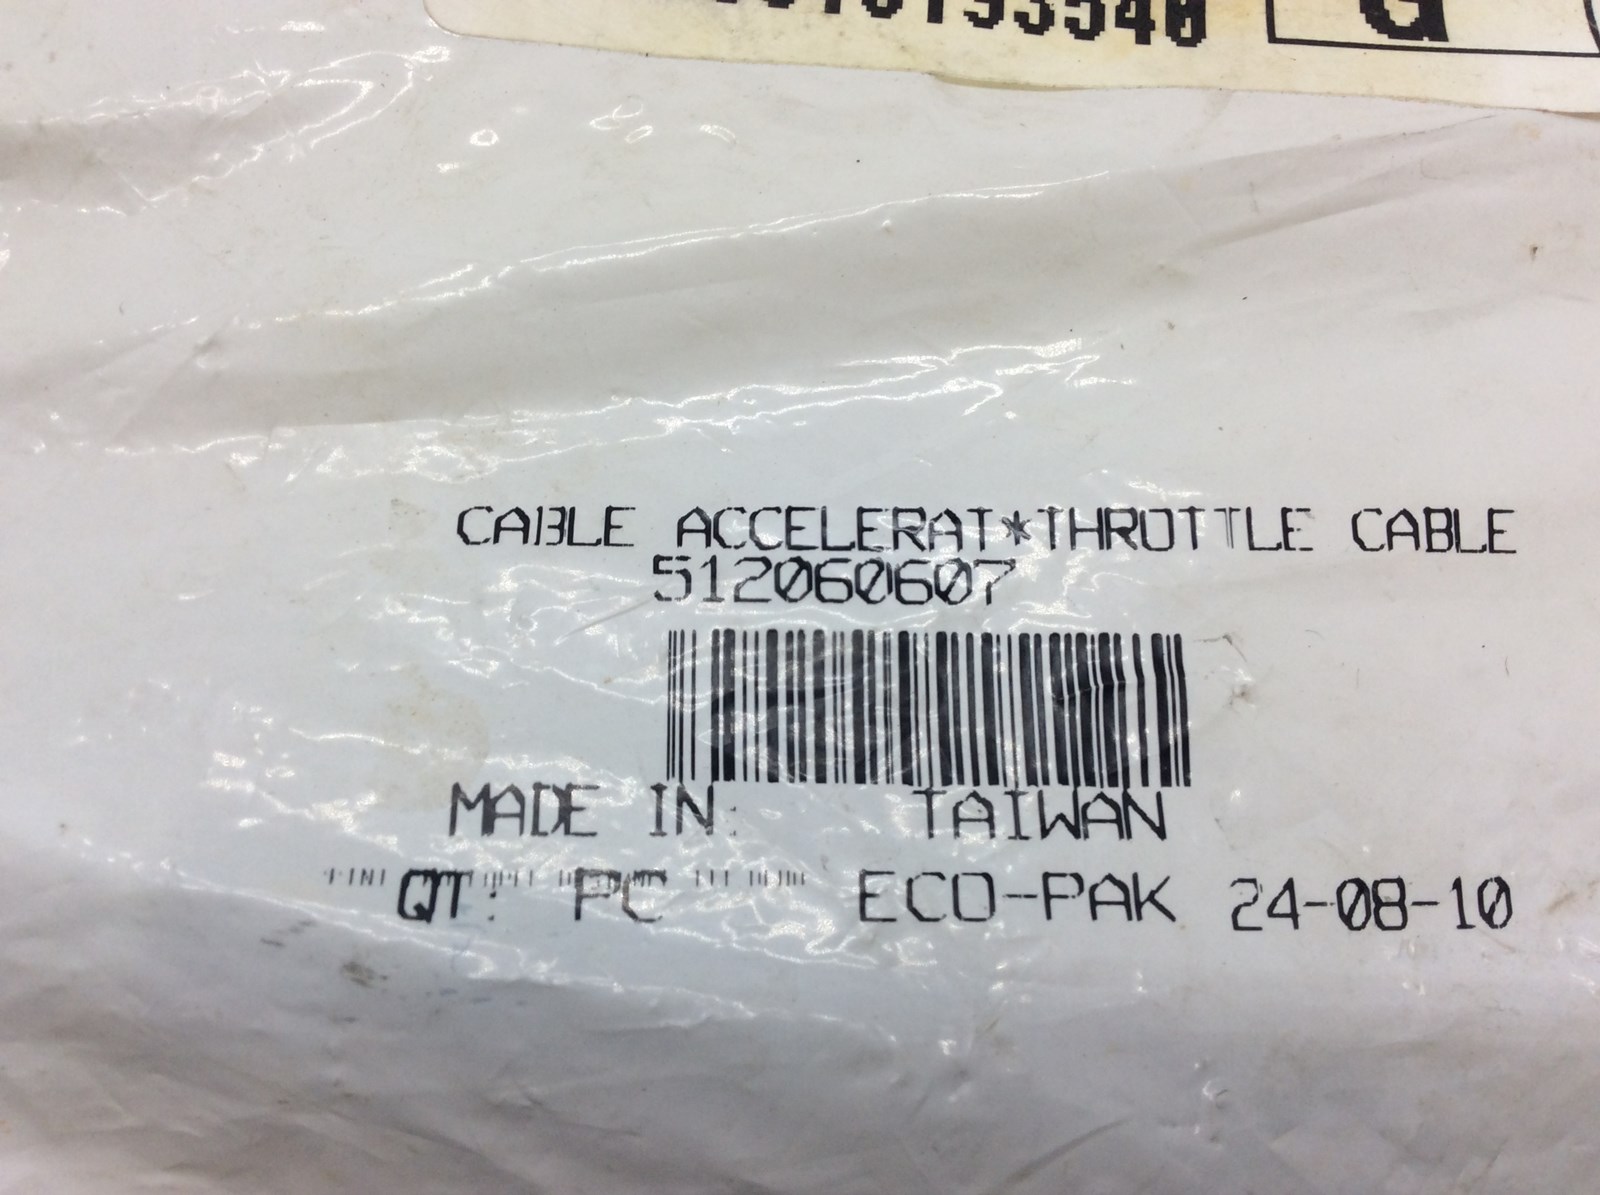 G
CABLE ACCELERAT*THROTTLE CABLE
512060607
MADE IN: TAIWAN
QT: PC ECO-PAK 24-08-10